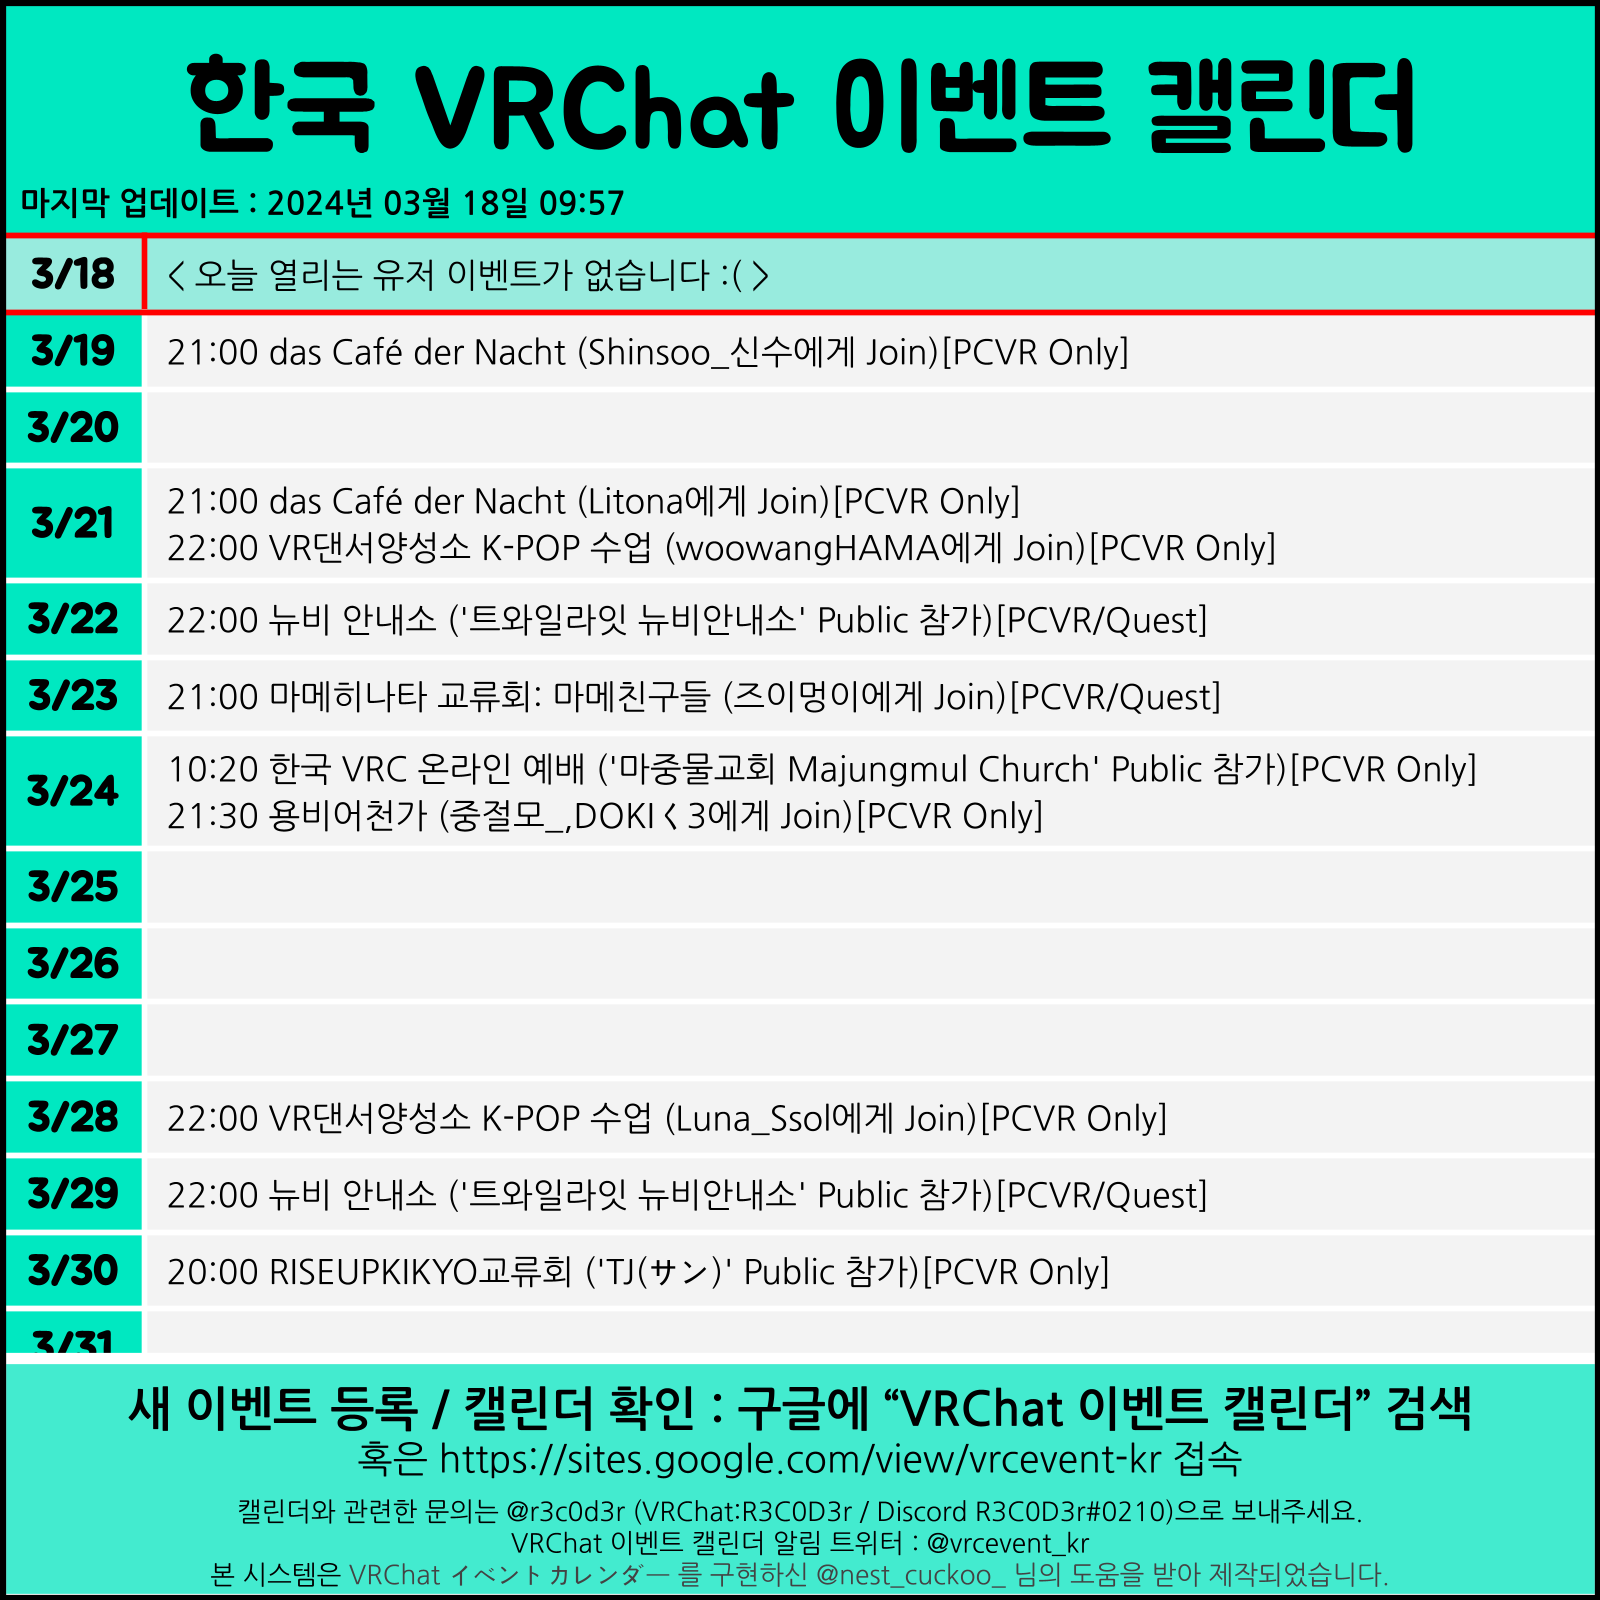 한국 VRChat 이벤트 캘린더
마지막 업데이트 : 2024년 03월 18일 09:57
3/18 < 오늘 열리는 유저 이벤트가 없습니다 :( >
3/19 21:00 das Café der Nacht (Shinsoo_신수에게 Join)[PCVR Only]
3/20
3/21 21:00 das Café der Nacht (Litona에게 Join)[PCVR Only]
22:00 VR댄서양성소 K-POP 수업 (woowangHAMA에게 Join)[PCVR Only]
3/22 22:00 뉴비 안내소 ('트와일라잇 뉴비안내소' Public 참가)[PCVR/Quest]
3/23 21:00 마메히나타 교류회: 마메친구들 (즈이멍이에게 Join)[PCVR/Quest]
3/24 10:20 한국 VRC 온라인 예배 ('마중물교회 Majungmul Church' Public 참가)[PCVR Only]
21:30 용비어천가 (중절모_,DOKI < 3에게 Join)[PCVR Only]
3/25
3/26
3/27
3/28 22:00 VR댄서양성소 K-POP 수업 (Luna_Ssol에게 Join)[PCVR Only]
3/29 22:00 뉴비 안내소 ('트와일라잇 뉴비안내소' Public 참가)[PCVR/Quest]
3/30 20:00 RISEUPKIKYO교류회 ('TJ(サン)' Public 참가)[PCVR Only]
3/31
새 이벤트 등록 / 캘린더 확인 : 구글에 “VRChat 이벤트 캘린더” 검색
혹은 https://sites.google.com/view/vrcevent-kr 접속
캘린더와 관련한 문의는 @r3c0d3r (VRChat:R3C0D3r / Discord R3C0D3r#0210)으로 보내주세요.
VRChat 이벤트 캘린더 알림 트위터 : @vrcevent_kr
본 시스템은 VRChat イベントカレンダー 를 구현하신 @nest_cuckoo_ 님의 도움을 받아 제작되었습니다.